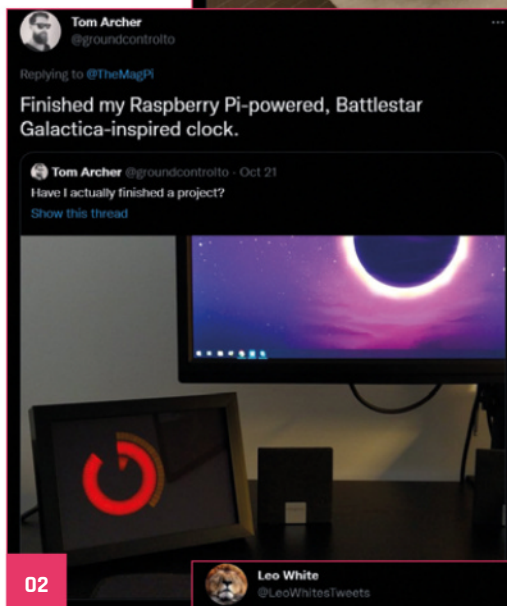 Tom Archer
@groundcontrolto
...
Replying to @TheMagPi
Finished my Raspberry Pi-powered, Battlestar
Galactica-inspired clock.
Tom Archer @groundcontrolto · Oct 21
Have I actually finished a project?
Show this thread
02
Leo White
@LeoWhitesTweets